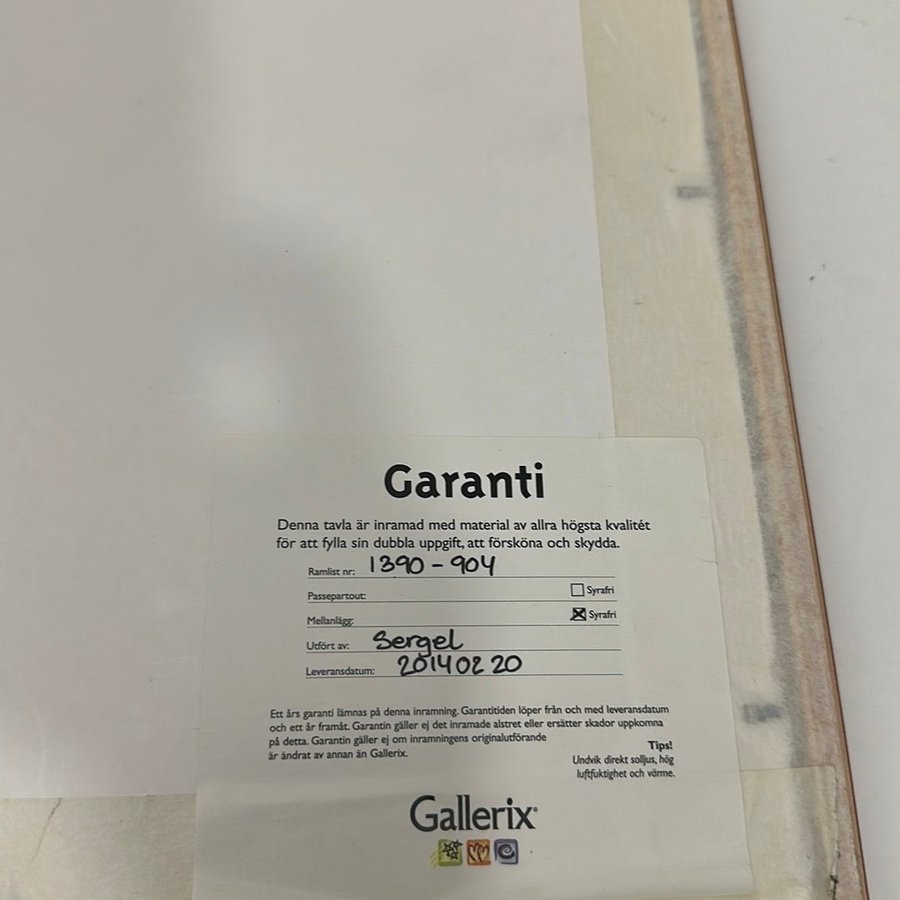 Garanti
Denna tavla är inramad med material av allra högsta kvalitét
för att fylla sin dubbla uppgift, att försköna och skydda.
Ramlist nr: 1390-904
Passepartout: Syrafri
Mellanlägg: Syrafri
Utfört av: Sergel
Leveransdatum: 20140220
Ett års garanti lämnas på denna inramning. Garantitiden löper från och med leveransdatum
och ett år framåt. Garantin gäller ej det inramade alstret eller ersätter skador uppkomna
på detta. Garantin gäller ej om inramningens originalutförande
är ändrat av annan än Gallerix.
Tips!
Undvik direkt solljus, hög
luftfuktighet och värme.
Gallerix